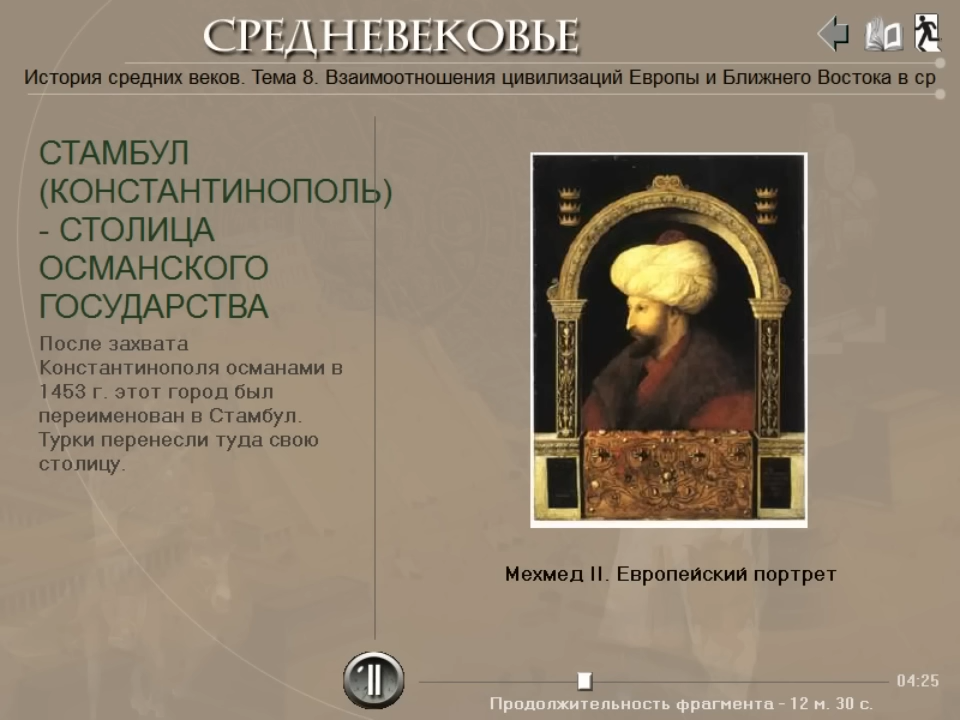 СРЕДНЕВЕКОВЬЕ
История средних веков. Тема 8. Взаимоотношения цивилизаций Европы и Ближнего Востока в ср
СТАМБУЛ
(КОНСТАНТИНОПОЛЬ)
- СТОЛИЦА
ОСМАНСКОГО
ГОСУДАРСТВА
После захвата
Константинополя османами в
1453 г. этот город был
переименован в Стамбул.
Турки перенесли туда свою
столицу.
Мехмед II. Европейский портрет
04:25
Продолжительность фрагмента - 12 м. 30 с.